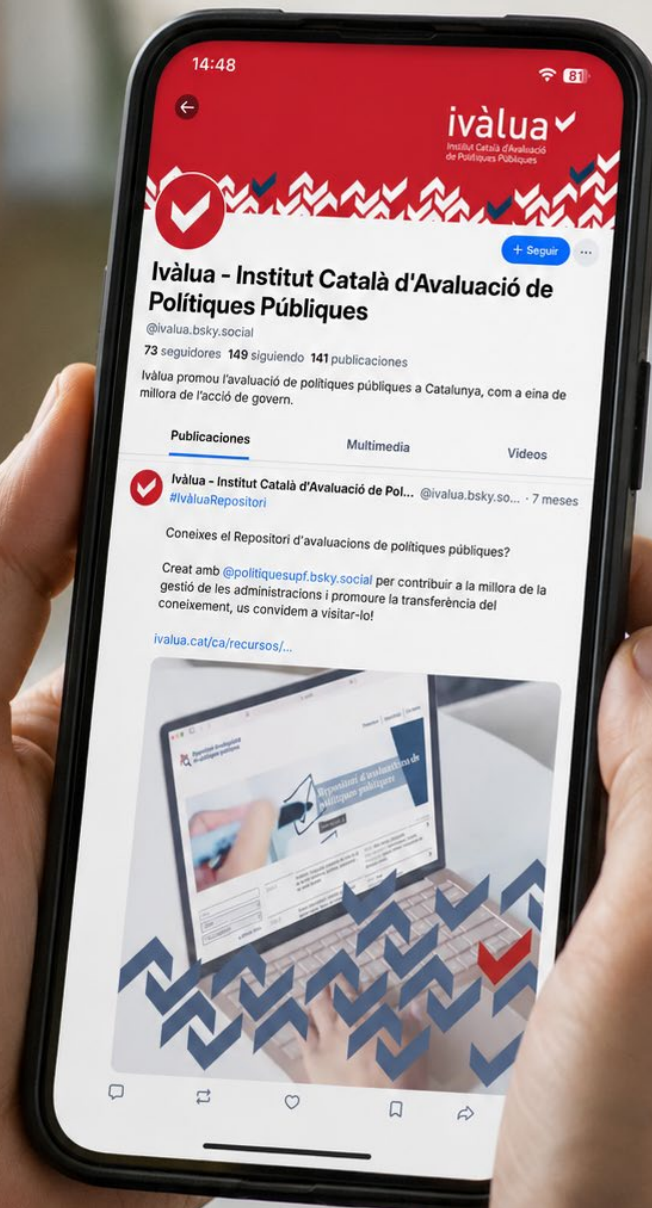 14:48
81
ivàlua
Institut Català d'Avaluació
de Polítiques Públiques
+ Seguir
Ivàlua - Institut Català d'Avaluació de
Polítiques Públiques
@ivalua.bsky.social
73 seguidores 149 siguiendo 141 publicaciones
Ivàlua promou l'avaluació de polítiques públiques a Catalunya, com a eina de
millora de l'acció de govern.
Publicaciones Multimedia Videos
Ivàlua - Institut Català d'Avaluació de Pol... @ivalua.bsky.so... · 7 meses
#IvàluaRepositori
Coneixes el Repositori d'avaluacions de polítiques públiques?
Creat amb @politiquesupf.bsky.social per contribuir a la millora de la
gestió de les administracions i promoure la transferència del
coneixement, us convidem a visitar-lo!
ivalua.cat/ca/recursos/...
Repositori d'avaluacions de
polítiques públiques